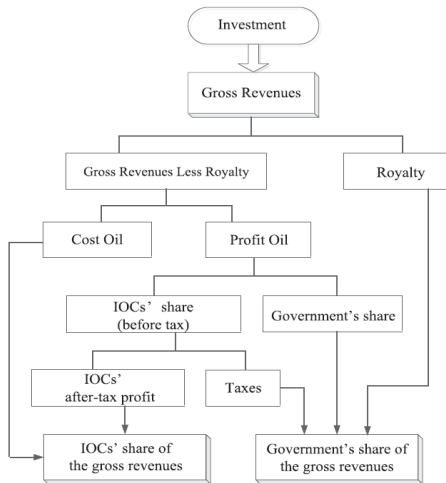 Investment
Gross Revenues
Gross Revenues Less Royalty
Royalty
Cost Oil
Profit Oil
IOCs' share
(before tax)
Government's share
IOCs'
after-tax profit
Taxes
IOCs' share of
the gross revenues
Government's share of
the gross revenues